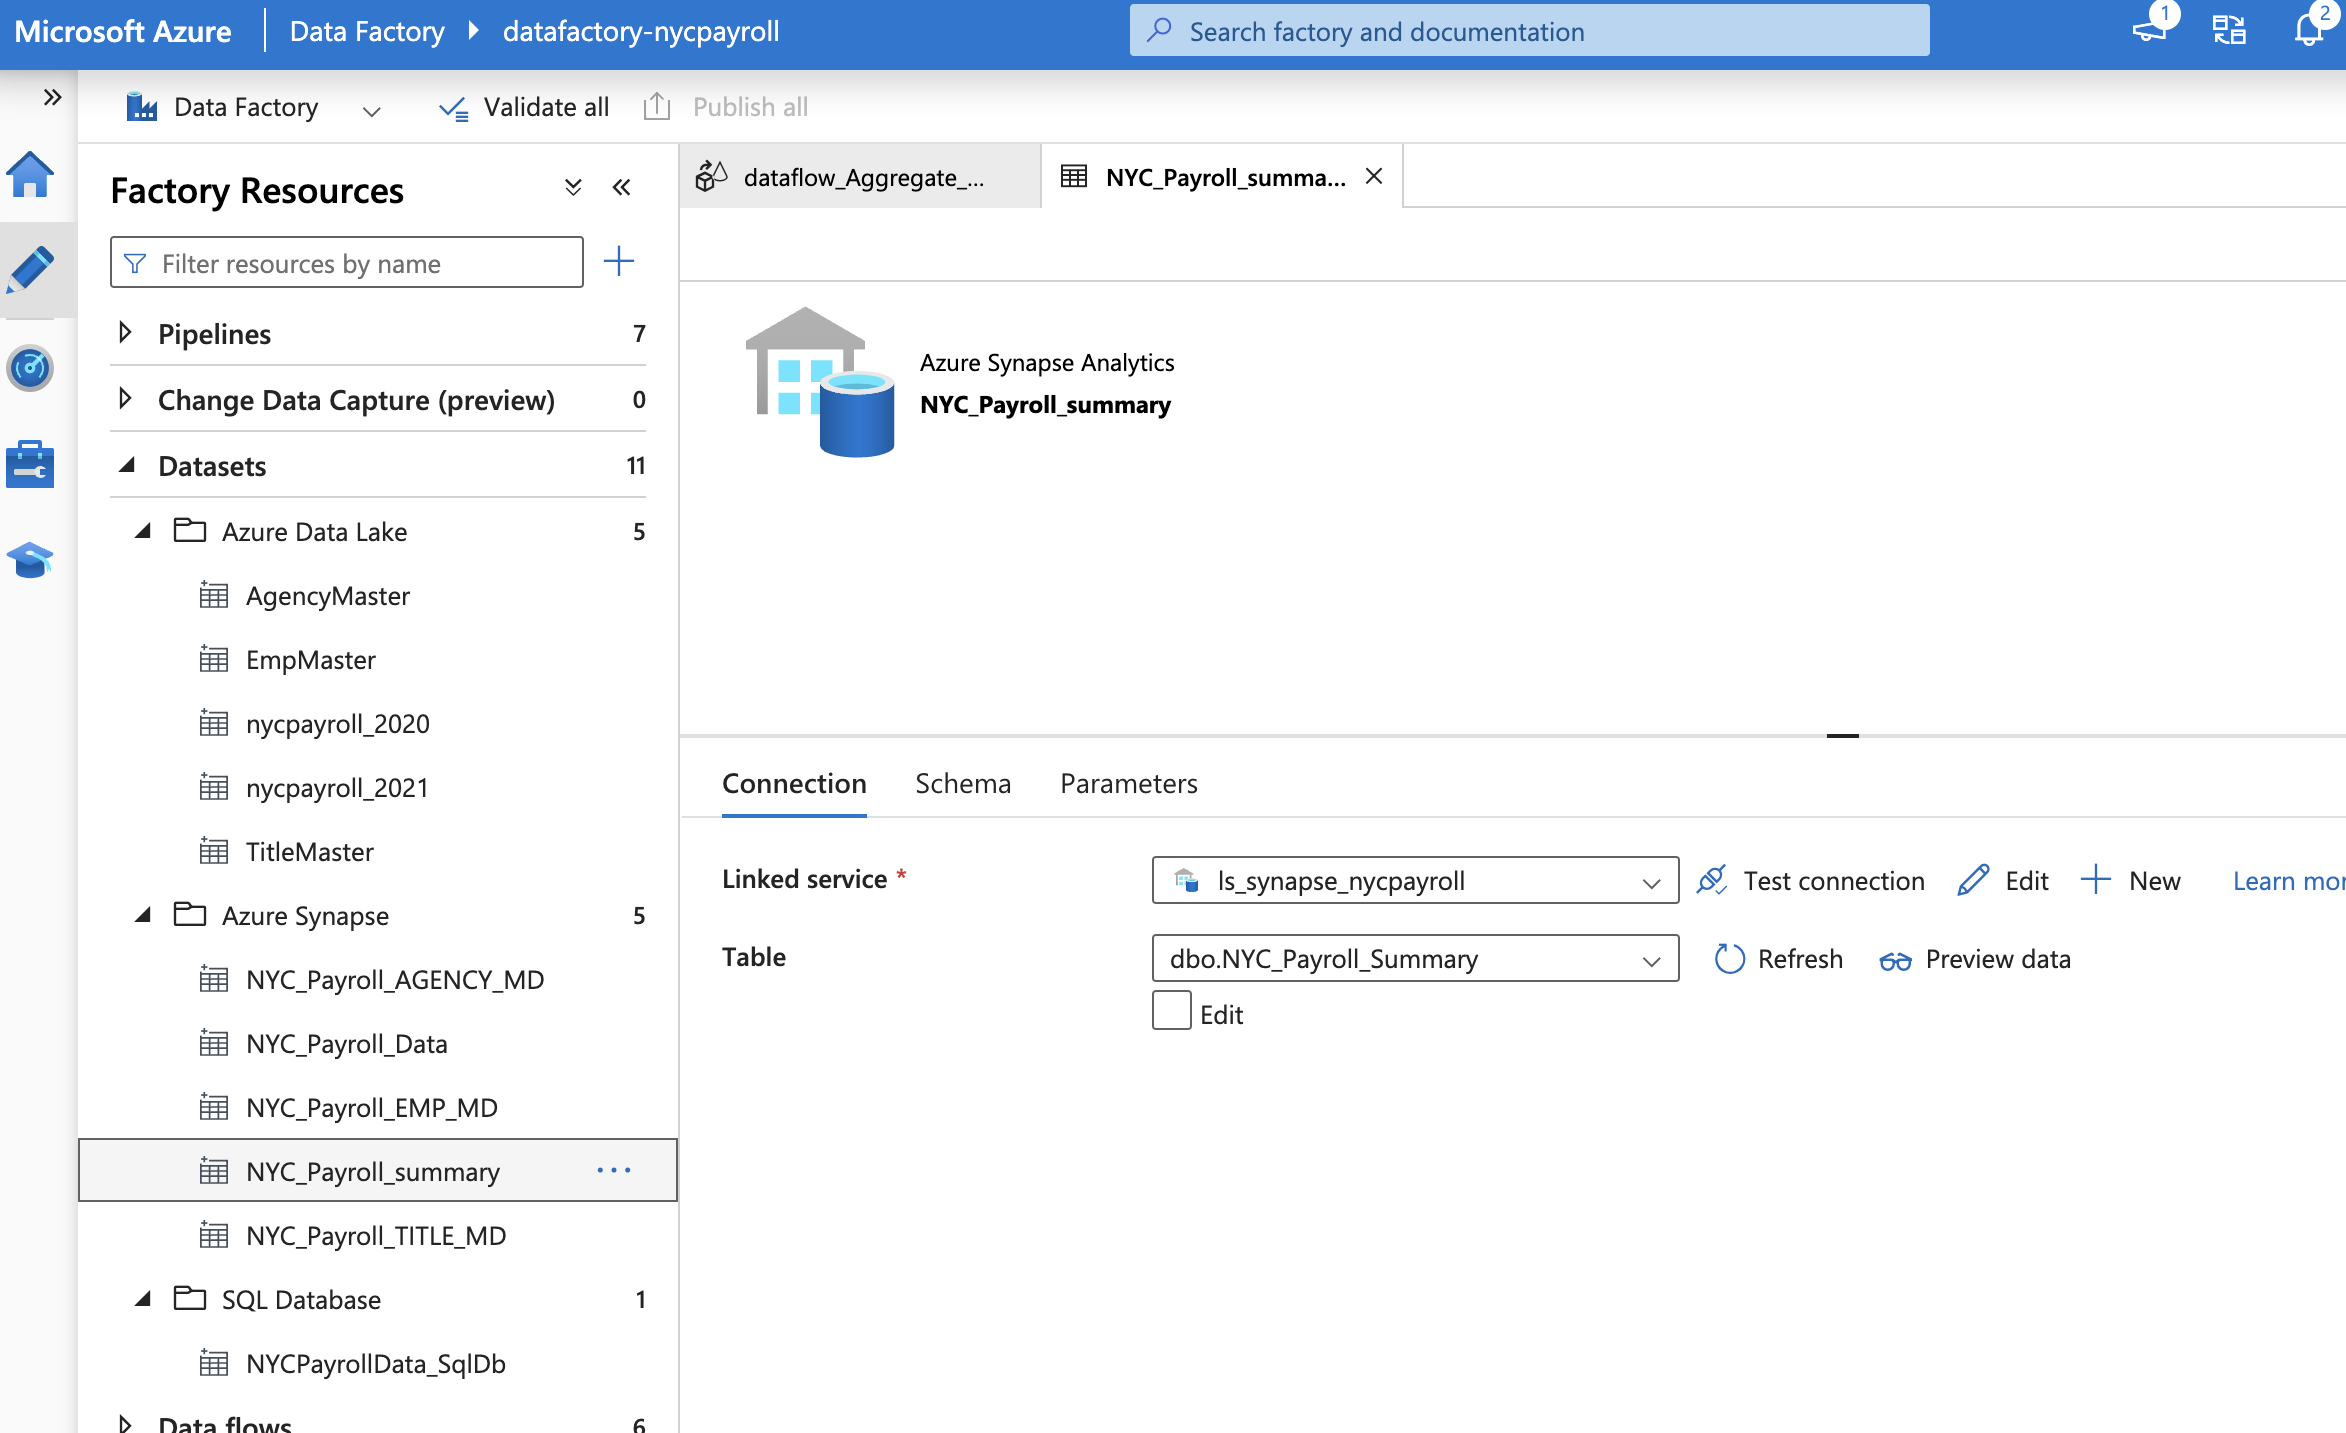 Microsoft Azure
Data Factory
datafactory-nycpayroll
Search factory and documentation
1
2
Data Factory
Validate all
Publish all
Factory Resources
Filter resources by name
Pipelines 7
Change Data Capture (preview) 0
Datasets 11
Azure Data Lake 5
AgencyMaster
EmpMaster
nycpayroll_2020
nycpayroll_2021
TitleMaster
Azure Synapse 5
NYC_Payroll_AGENCY_MD
NYC_Payroll_Data
NYC_Payroll_EMP_MD
NYC_Payroll_summary ...
NYC_Payroll_TITLE_MD
SQL Database 1
NYCPayrollData_SqlDb
Data flows 6
dataflow_Aggregate_...
NYC_Payroll_summa...
Azure Synapse Analytics
NYC_Payroll_summary
Connection Schema Parameters
Linked service *
ls_synapse_nycpayroll
Test connection
Edit
New
Learn mor
Table
dbo.NYC_Payroll_Summary
Refresh
Preview data
Edit